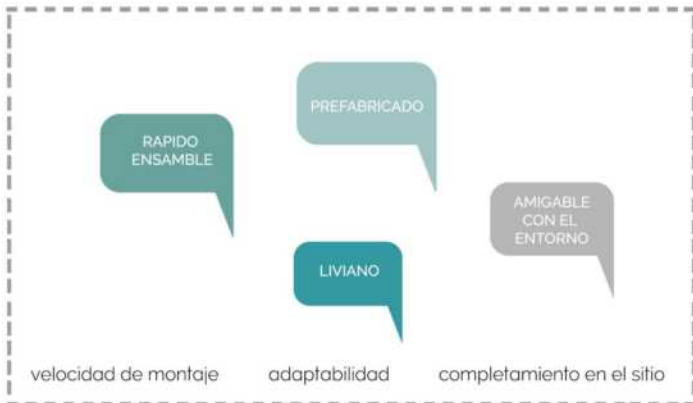 PREFABRICADO
RAPIDO
ENSAMBLE
AMIGABLE
CON EL
ENTORNO
LIVIANO
velocidad de montaje adaptabilidad completamiento en el sitio